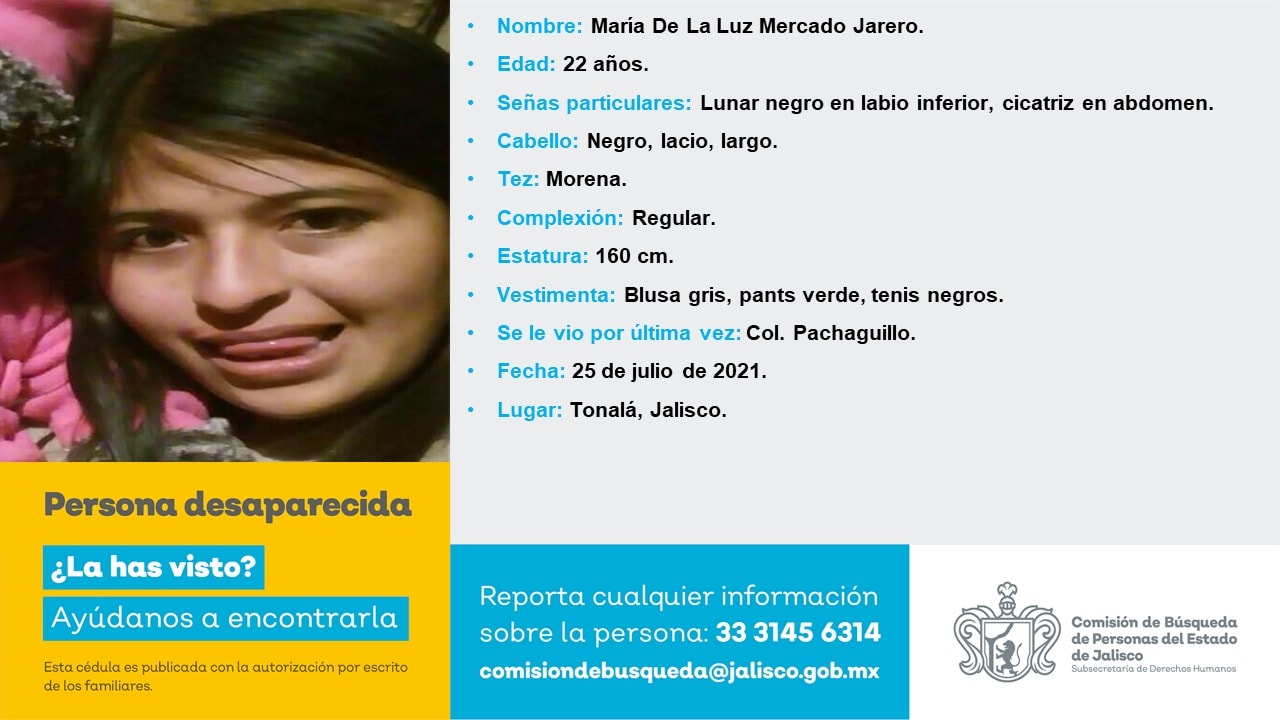 Nombre: María De La Luz Mercado Jarero.
Edad: 22 años.
Señas particulares: Lunar negro en labio inferior, cicatriz en abdomen.
Cabello: Negro, lacio, largo.
Tez: Morena.
Complexión: Regular.
Estatura: 160 cm.
Vestimenta: Blusa gris, pants verde, tenis negros.
Se le vio por última vez: Col. Pachaguillo.
Fecha: 25 de julio de 2021.
Lugar: Tonalá, Jalisco.
Persona desaparecida
¿La has visto?
Ayúdanos a encontrarla
Esta cédula es publicada con la autorización por escrito
de los familiares.
Reporta cualquier información
sobre la persona: 33 3145 6314
comisiondebusqueda@jalisco.gob.mx
Comisión de Búsqueda
de Personas del Estado
de Jalisco
Subsecretaría de Derechos Humanos